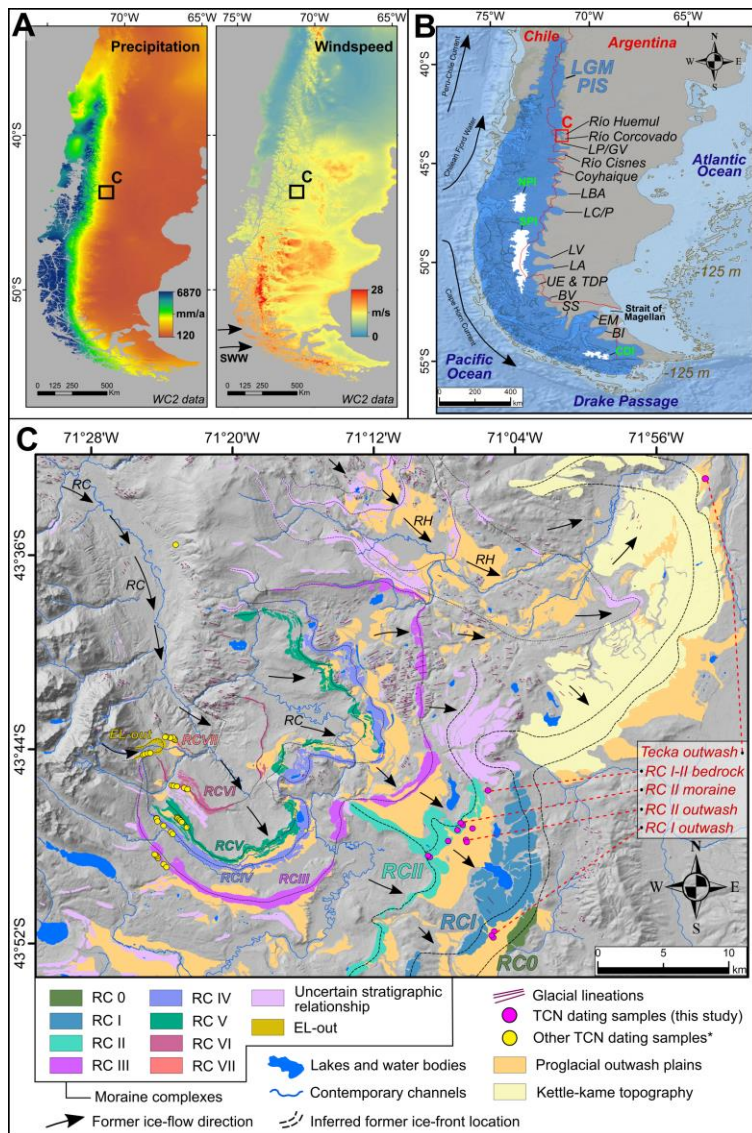 A
70°W
65°W
70°W
65°W
Precipitation
Windspeed
40°S
50°S
C
C
6870
mm/a
120
28
m/s
0
SWW
0 125 250 500
Km
WC2 data
0 125 250 500
Km
WC2 data
B
75°W
70°W
65°W
Chile
Argentina
N
W E
S
40°S
45°S
50°S
55°S
Peru-Chile Current
Chilean Fjord Water
Cape Horn Current
LGM
PIS
C
Río Huemul
Río Corcovado
LP/GV
Río Cisnes
Coyhaique
LBA
LC/P
LV
LA
UE & TDP
BV
SS
Strait of
Magellan
EM
BI
NPI
SPI
CDI
Atlantic
Ocean
-125 m
-125 m
Pacific
Ocean
Drake Passage
0 200 400
km
C
71°28'W
71°20'W
71°12'W
71°04'W
71°56'W
43°36'S
43°44'S
43°52'S
RC
RC
RC
RH
RH
EL-out
RCVII
RCVI
RCV
RCIV
RCIII
RCII
RCI
RC0
Tecka outwash
RC I-II bedrock
RC II moraine
RC II outwash
RC I outwash
N
W E
S
0 5 10
km
RC 0
RC I
RC II
RC III
RC IV
RC V
RC VI
RC VII
Uncertain stratigraphic
relationship
EL-out
Moraine complexes
Former ice-flow direction
Lakes and water bodies
Contemporary channels
Inferred former ice-front location
Glacial lineations
TCN dating samples (this study)
Other TCN dating samples*
Proglacial outwash plains
Kettle-kame topography